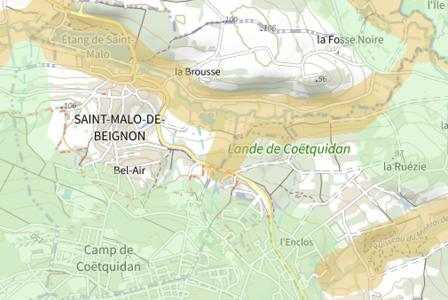 100
106
la Fosse Noire
Étang de Saint-
Malo
la Brousse
96
106
SAINT-MALO-DE-
BEIGNON
Lande de Coëtquidan
97
la Ruézie
Bel-Air
l'Enclos
Camp de
Coëtquidan